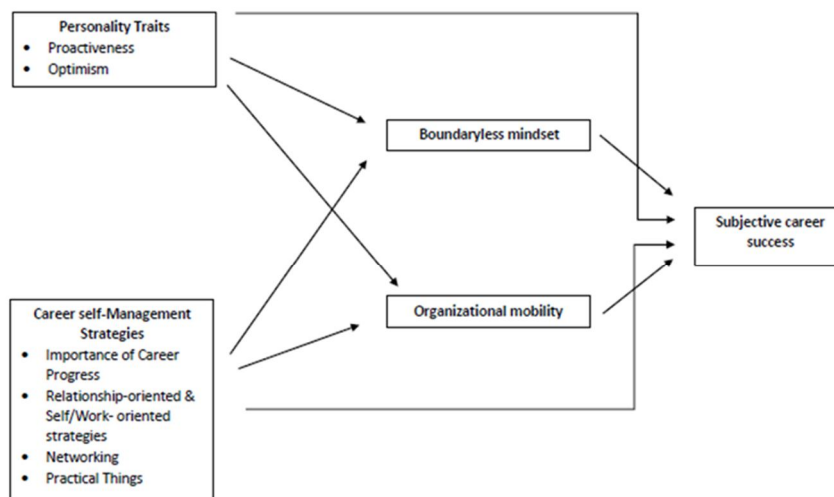 Personality Traits
• Proactiveness
• Optimism
Boundaryless mindset
Subjective career
success
Organizational mobility
Career self-Management
Strategies
• Importance of Career
Progress
• Relationship-oriented &
Self/Work- oriented
strategies
• Networking
• Practical Things